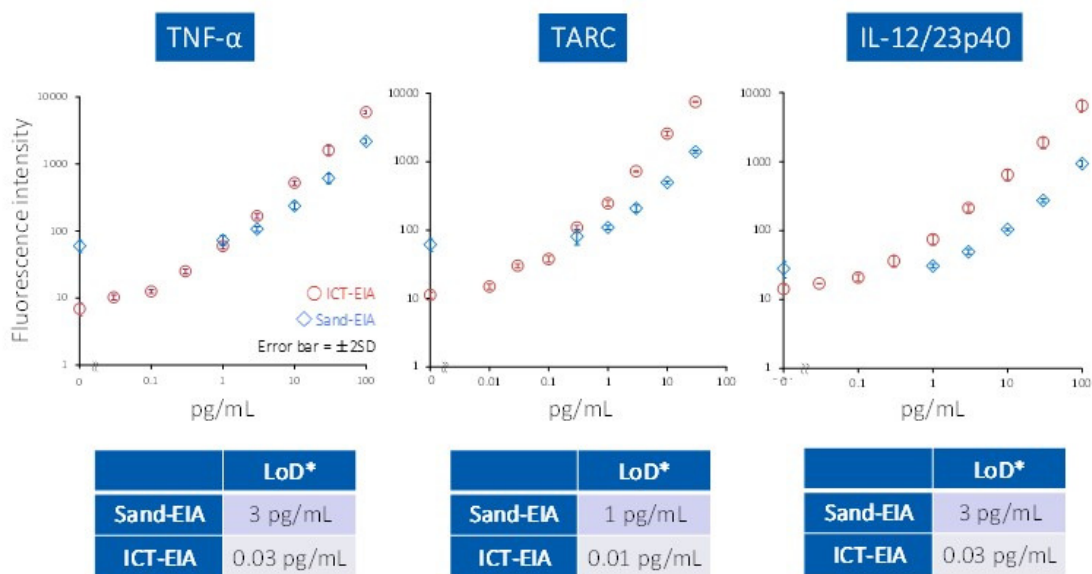 TNF-α
TARC
IL-12/23p40
Fluorescence intensity
10000
1000
100
10
1
0
0.1
1
10
100
pg/mL
ICT-EIA
Sand-EIA
Error bar = ±2SD
10000
1000
100
10
1
0
0.01
0.1
1
10
100
pg/mL
10000
1000
100
10
1
0.1
1
10
100
pg/mL
LoD*
Sand-EIA 3 pg/mL
ICT-EIA 0.03 pg/mL
LoD*
Sand-EIA 1 pg/mL
ICT-EIA 0.01 pg/mL
LoD*
Sand-EIA 3 pg/mL
ICT-EIA 0.03 pg/mL